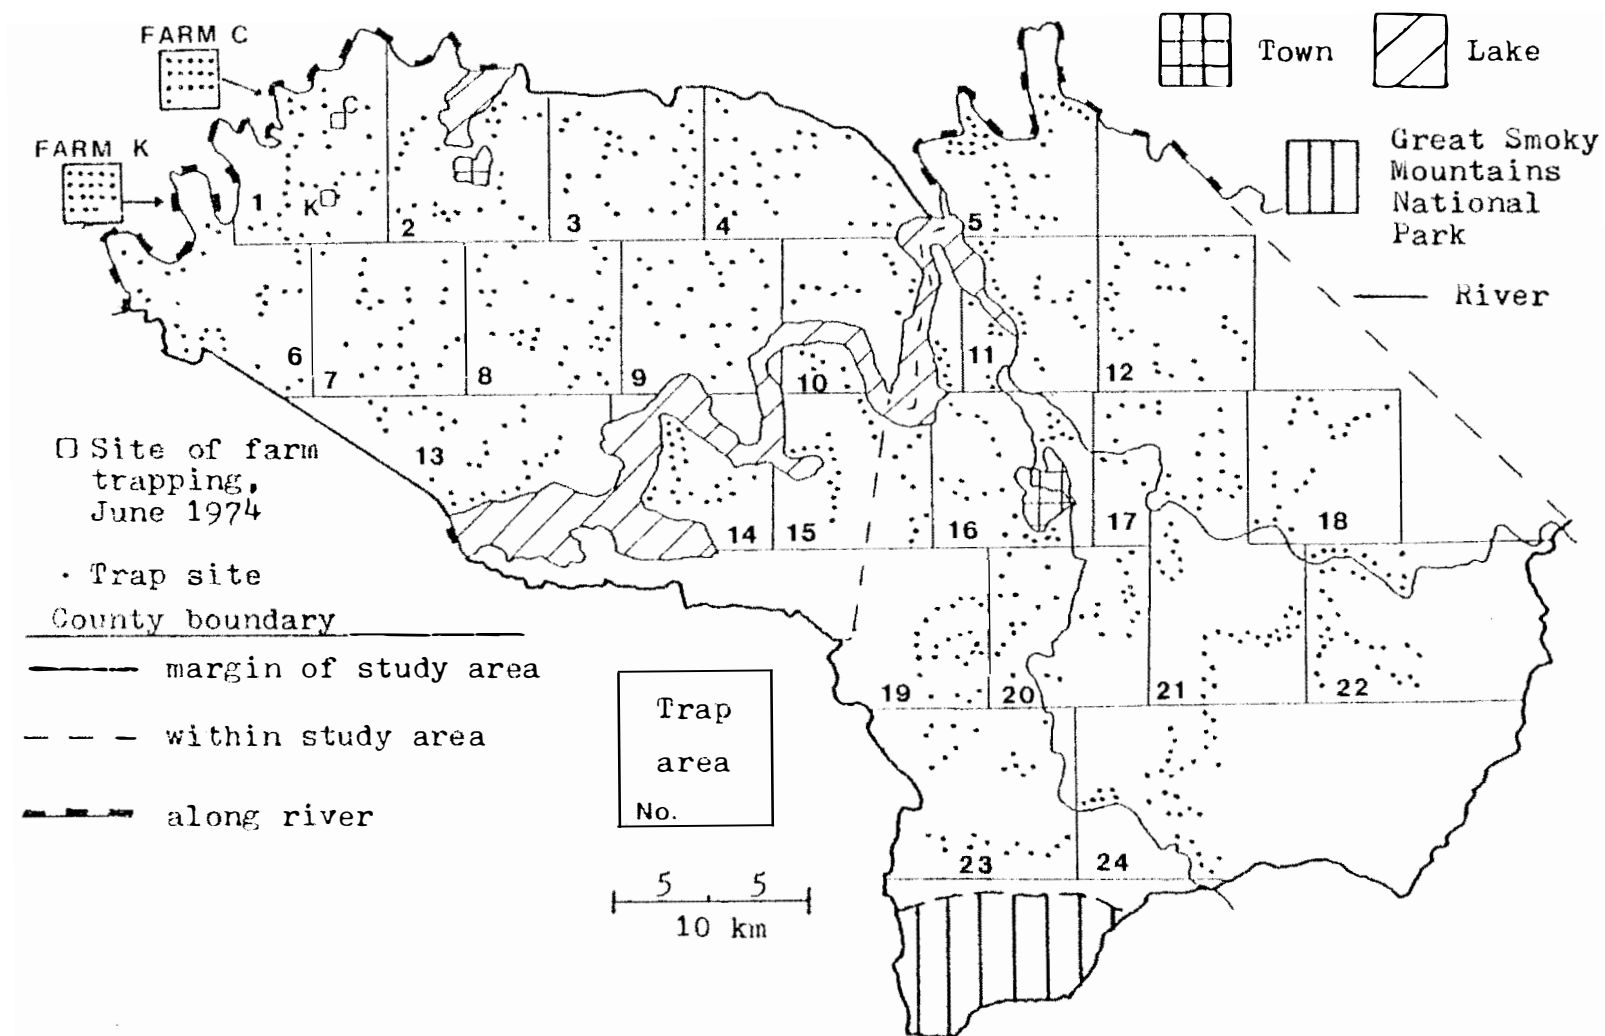 FARM C
Town
Lake
FARM K
Great Smoky
Mountains
National
Park
River
C
K
1
2
3
4
5
6
7
8
9
10
11
12
13
14
15
16
17
18
19
20
21
22
23
24
Site of farm
trapping,
June 1974
Trap site
County boundary
margin of study area
within study area
along river
Trap
area
No.
5 5
10 km